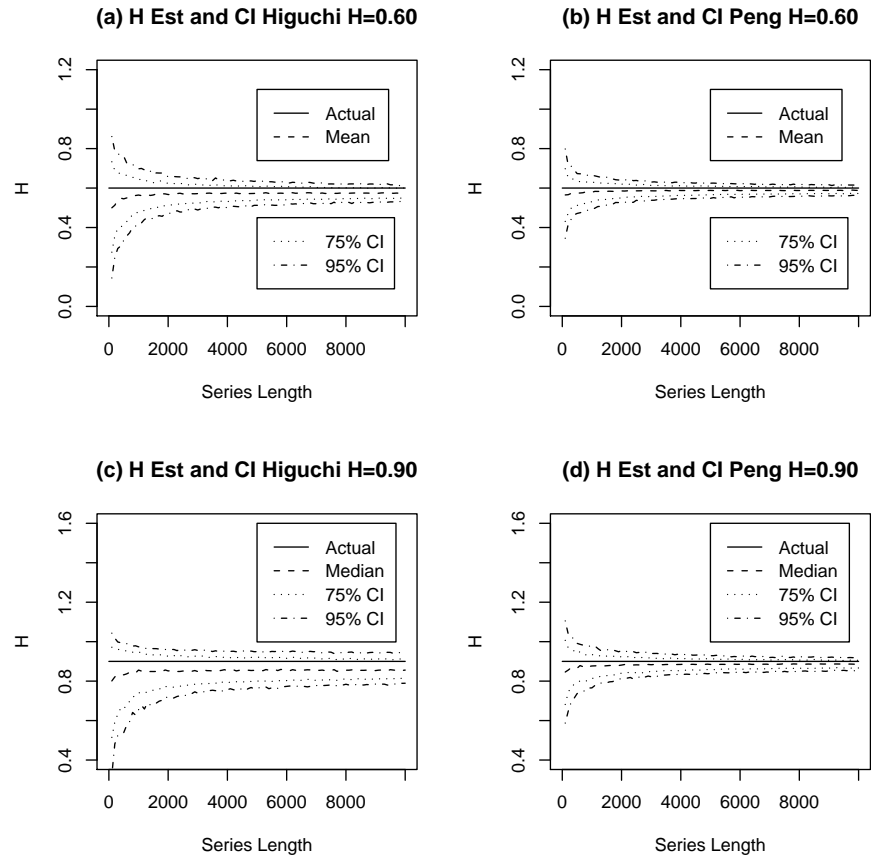 (a) H Est and CI Higuchi H=0.60
H
0.0 0.4 0.8 1.2
Actual
Mean
75% CI
95% CI
0 2000 4000 6000 8000
Series Length
(b) H Est and CI Peng H=0.60
H
0.0 0.4 0.8 1.2
Actual
Mean
75% CI
95% CI
0 2000 4000 6000 8000
Series Length
(c) H Est and CI Higuchi H=0.90
H
0.4 0.8 1.2 1.6
Actual
Median
75% CI
95% CI
0 2000 4000 6000 8000
Series Length
(d) H Est and CI Peng H=0.90
H
0.4 0.8 1.2 1.6
Actual
Median
75% CI
95% CI
0 2000 4000 6000 8000
Series Length